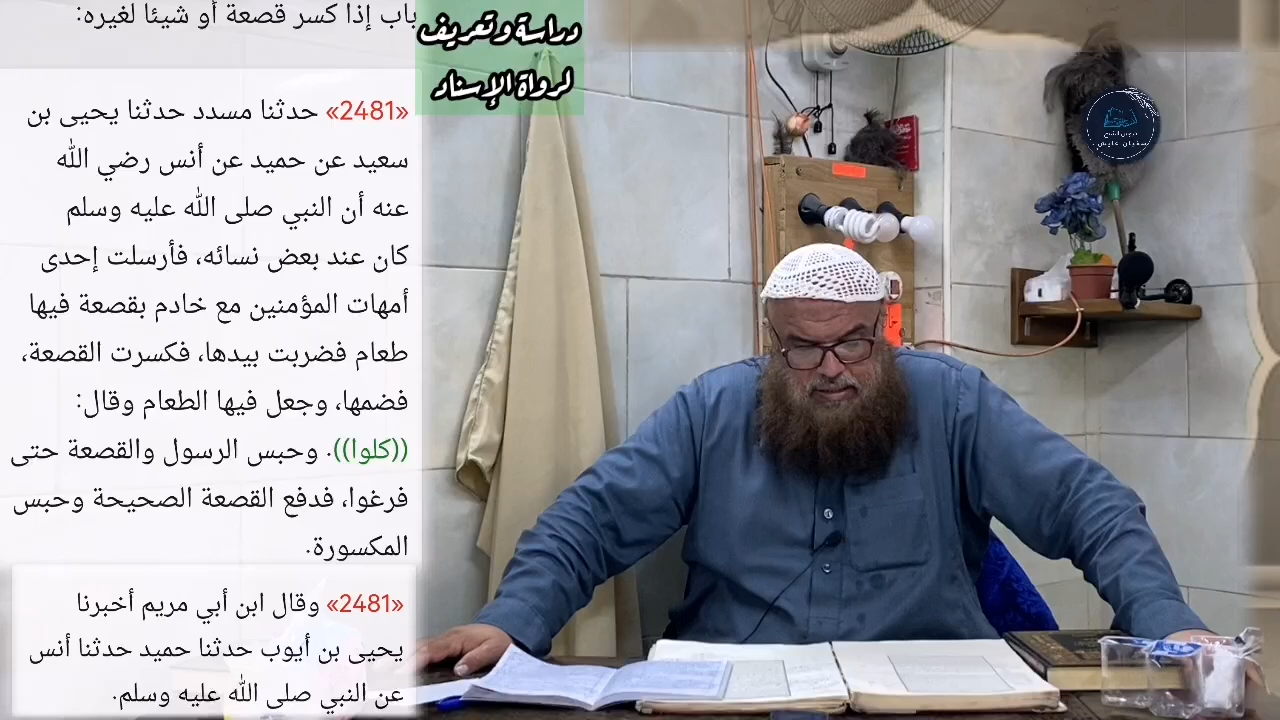 باب إذا كسر قصعة أو شيئا لغيره:
«2481» حدثنا مسدد حدثنا يحيى بن
سعيد عن حميد عن أنس رضي الله
عنه أن النبي صلى الله عليه وسلم
كان عند بعض نسائه، فأرسلت إحدى
أمهات المؤمنين مع خادم بقصعة فيها
طعام فضربت بيدها، فكسرت القصعة،
فضمها، وجعل فيها الطعام وقال:
((كلوا)). وحبس الرسول والقصعة حتى
فرغوا، فدفع القصعة الصحيحة وحبس
المكسورة.
«2481» وقال ابن أبي مريم أخبرنا
يحيى بن أيوب حدثنا حميد حدثنا أنس
عن النبي صلى الله عليه وسلم.
دراسة وتعريف
لرواة الإسناد
سفيان عايش